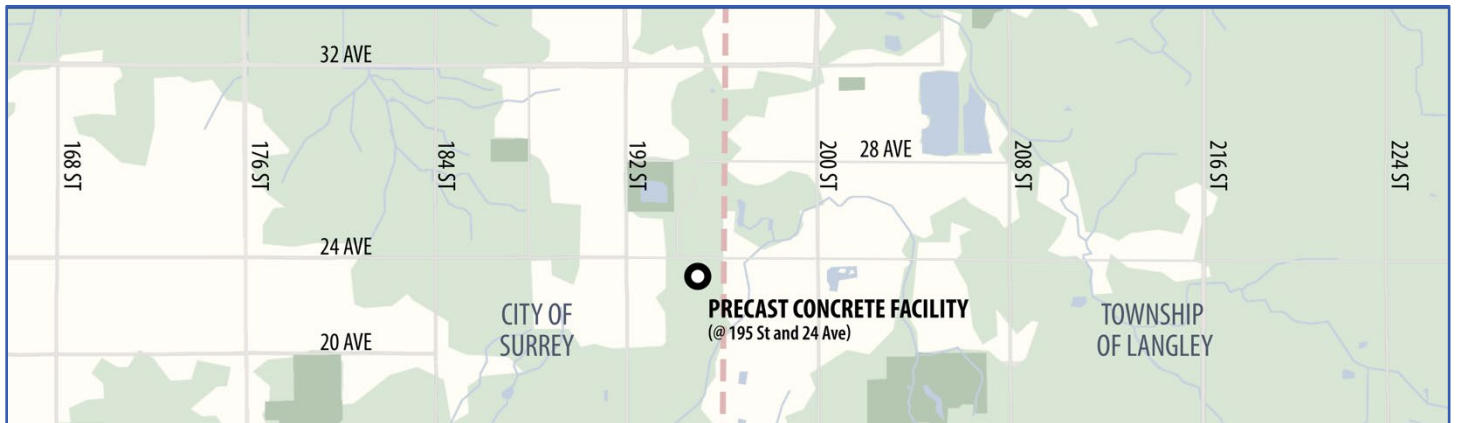 32 AVE
168 ST
176 ST
184 ST
192 ST
200 ST
28 AVE
208 ST
216 ST
224 ST
24 AVE
CITY OF
SURREY
PRECAST CONCRETE FACILITY
(@ 195 St and 24 Ave)
TOWNSHIP
OF LANGLEY
20 AVE